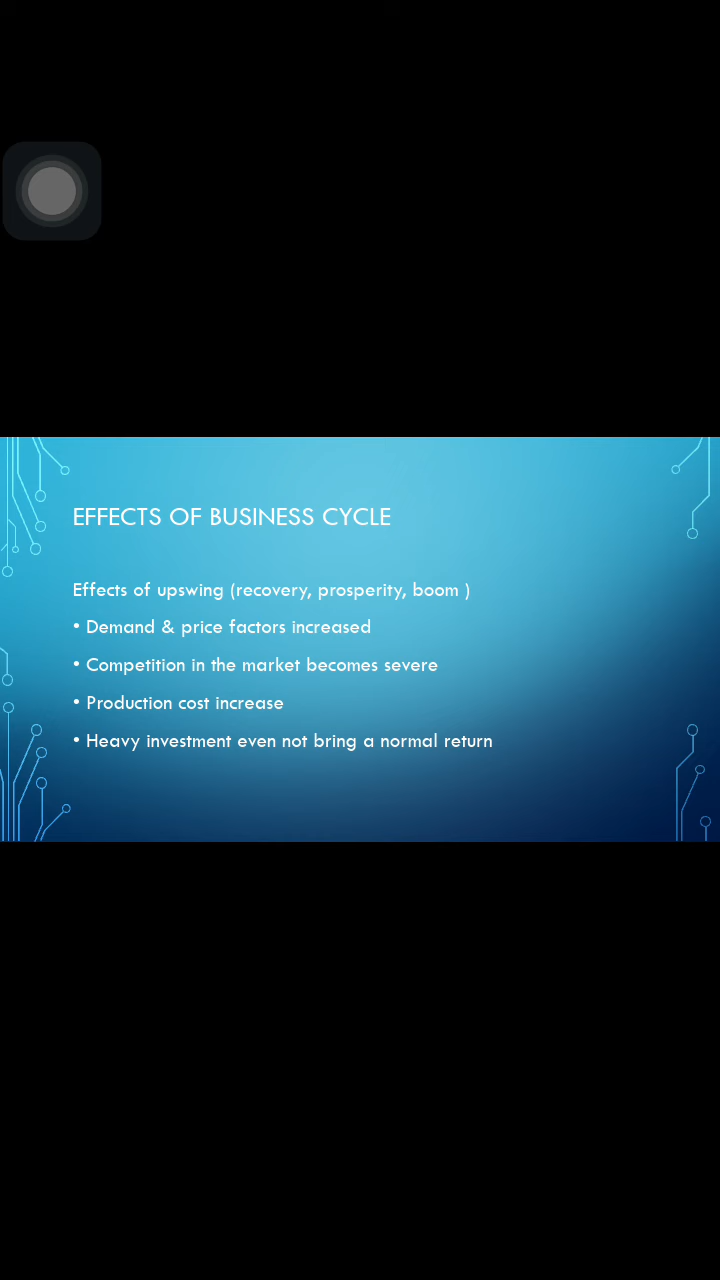 EFFECTS OF BUSINESS CYCLE
Effects of upswing (recovery, prosperity, boom )
• Demand & price factors increased
• Competition in the market becomes severe
• Production cost increase
• Heavy investment even not bring a normal return